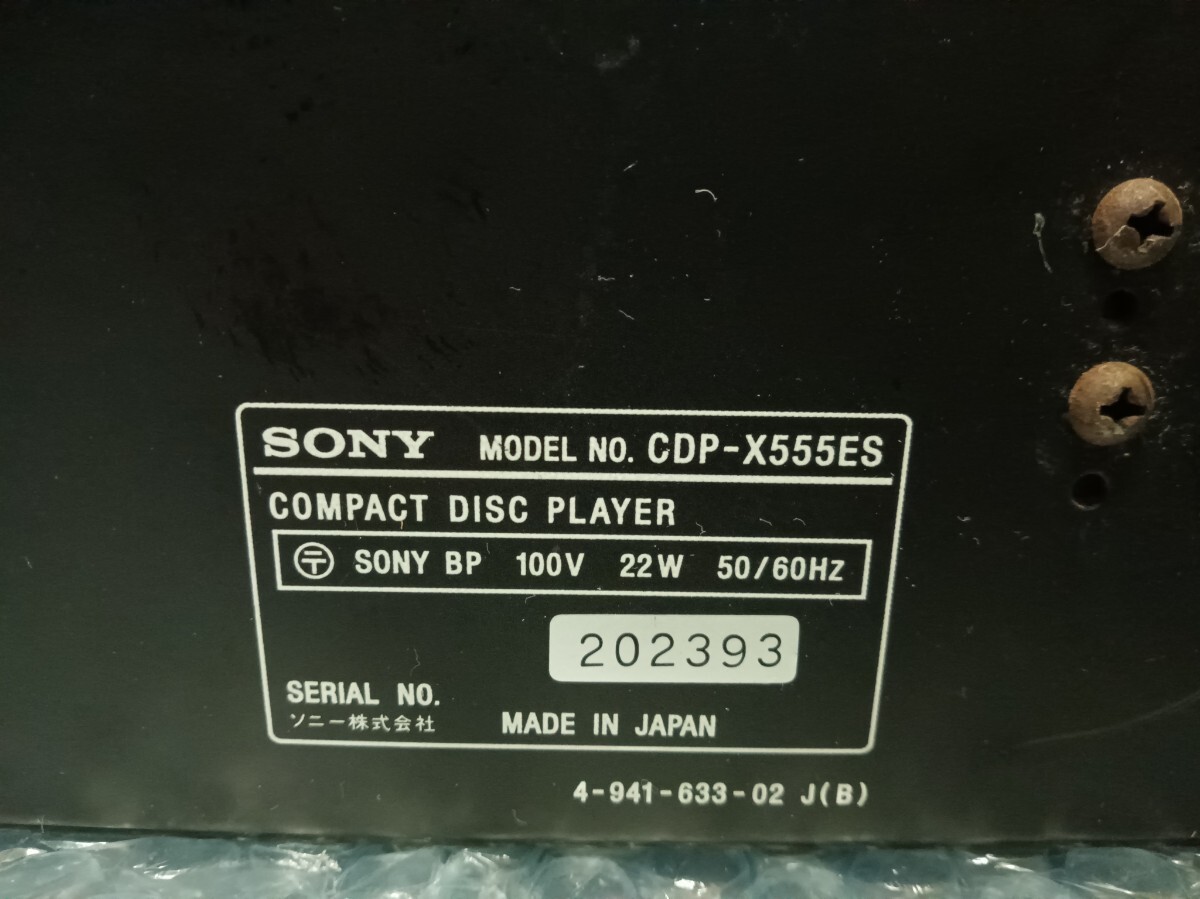 SONY MODEL NO. CDP-X555ES
COMPACT DISC PLAYER
〶 SONY BP 100V 22W 50/60Hz
202393
SERIAL NO.
ソニー株式会社 MADE IN JAPAN
4-941-633-02 J(B)